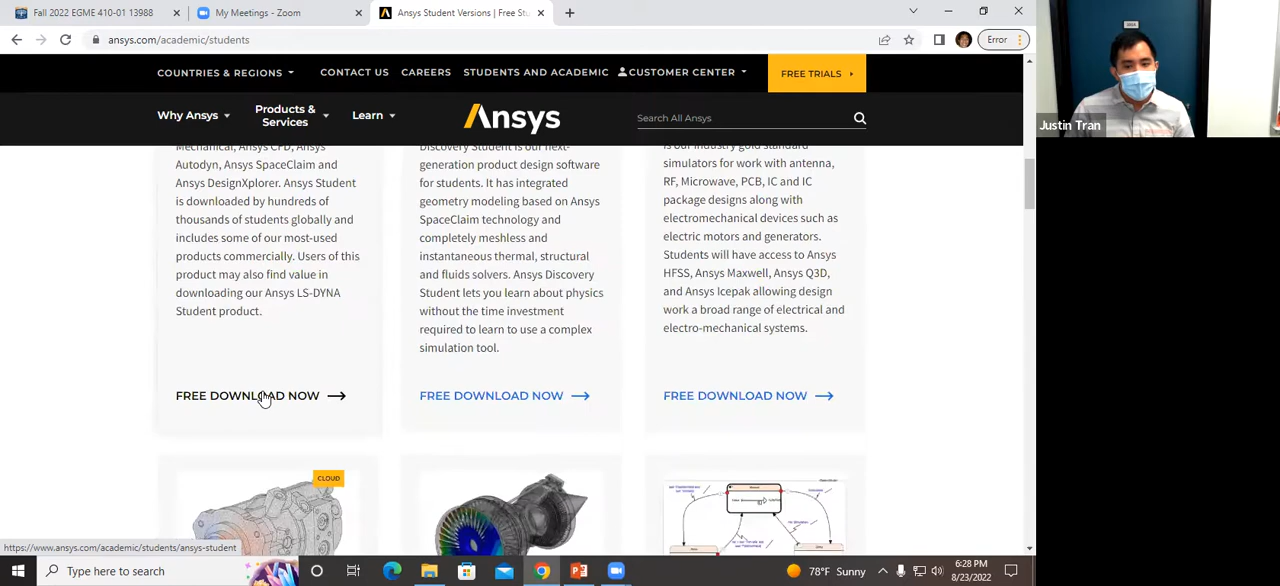 Fall 2022 EGME 410-01 13988
My Meetings - Zoom
Ansys Student Versions | Free Stu
ansys.com/academic/students
Error
COUNTRIES & REGIONS
CONTACT US
CAREERS
STUDENTS AND ACADEMIC
CUSTOMER CENTER
FREE TRIALS
Why Ansys
Products & Services
Learn
Ansys
Search All Ansys
Mechanical, Ansys CFD, Ansys
Autodyn, Ansys SpaceClaim and
Ansys DesignXplorer. Ansys Student
is downloaded by hundreds of
thousands of students globally and
includes some of our most-used
products commercially. Users of this
product may also find value in
downloading our Ansys LS-DYNA
Student product.
FREE DOWNLOAD NOW
Discovery Student is our next-
generation product design software
for students. It has integrated
geometry modeling based on Ansys
SpaceClaim technology and
completely meshless and
instantaneous thermal, structural
and fluids solvers. Ansys Discovery
Student lets you learn about physics
without the time investment
required to learn to use a complex
simulation tool.
FREE DOWNLOAD NOW
is our industry gold standard
simulators for work with antenna,
RF, Microwave, PCB, IC and IC
package designs along with
electromechanical devices such as
electric motors and generators.
Students will have access to Ansys
HFSS, Ansys Maxwell, Ansys Q3D,
and Ansys Icepak allowing design
work a broad range of electrical and
electro-mechanical systems.
FREE DOWNLOAD NOW
CLOUD
https://www.ansys.com/academic/students/ansys-student
Type here to search
78°F Sunny
6:28 PM
8/23/2022
Justin Tran